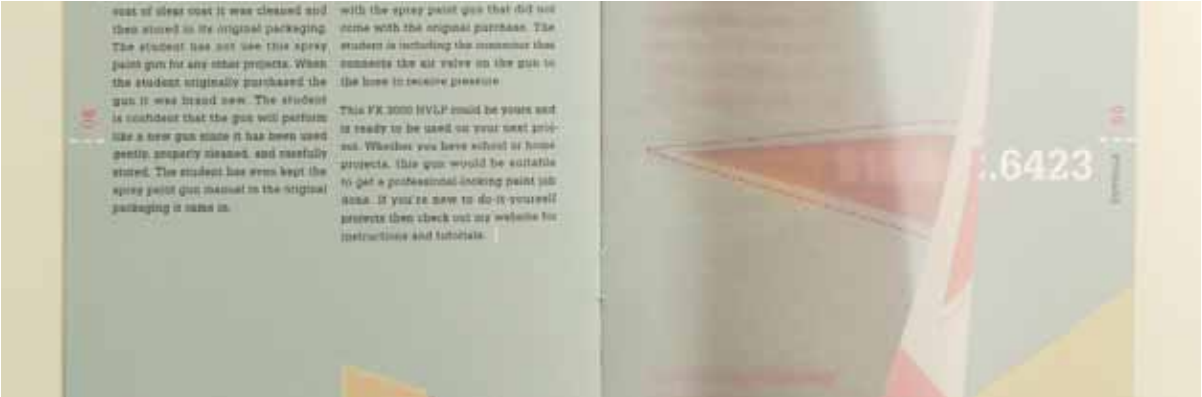 coat of clear coat it was cleaned and
then stored in its original packaging.
The student has not use this spray
paint gun for any other projects. When
the student originally purchased the
gun it was brand new. The student
is confident that the gun will perform
like a new gun since it has been used
gently, properly cleaned, and carefully
stored. The student has even kept the
spray paint gun manual in the original
packaging it came in.
with the spray paint gun that did not
come with the original purchase. The
student is including the connector that
connects the air valve on the gun to
the hose to receive pressure.
This FX 3000 HVLP could be yours and
is ready to be used on your next proj-
ect. Whether you have school or home
projects, this gun would be suitable
to get a professional-looking paint job
done. If you're new to do-it-yourself
projects then check out my website for
instructions and tutorials.
08
:.6423
09